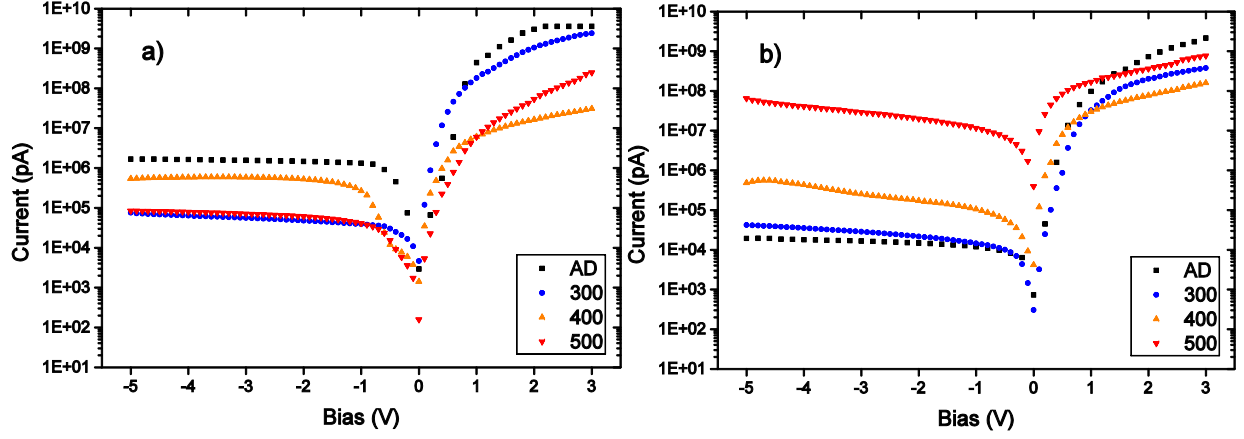 a)
Current (pA)
1E+10
1E+09
1E+08
1E+07
1E+06
1E+05
1E+04
1E+03
1E+02
1E+01
-5 -4 -3 -2 -1 0 1 2 3
Bias (V)
AD
300
400
500
b)
Current (pA)
1E+10
1E+09
1E+08
1E+07
1E+06
1E+05
1E+04
1E+03
1E+02
1E+01
-5 -4 -3 -2 -1 0 1 2 3
Bias (V)
AD
300
400
500